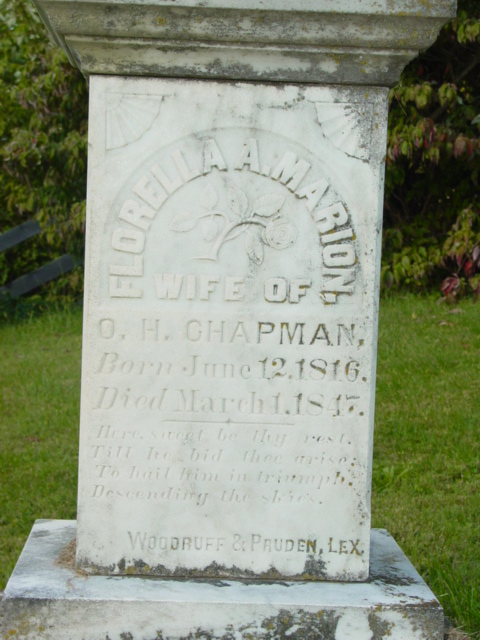 FLORELLA A. MARION,
WIFE OF
O. H. CHAPMAN,
Born June 12. 1816.
Died March 1. 1847.
Here, sweet be thy rest,
Till he bid thee arise,
To hail him in triumph,
Descending the skies.
WOODRUFF & PRUDEN, LEX.